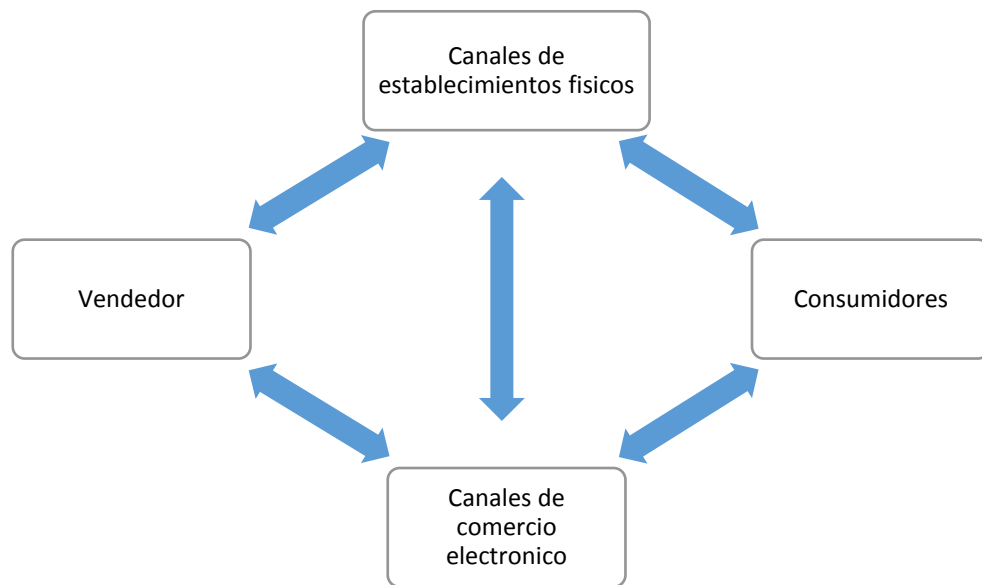 Canales de
establecimientos fisicos
Vendedor
Consumidores
Canales de
comercio
electronico